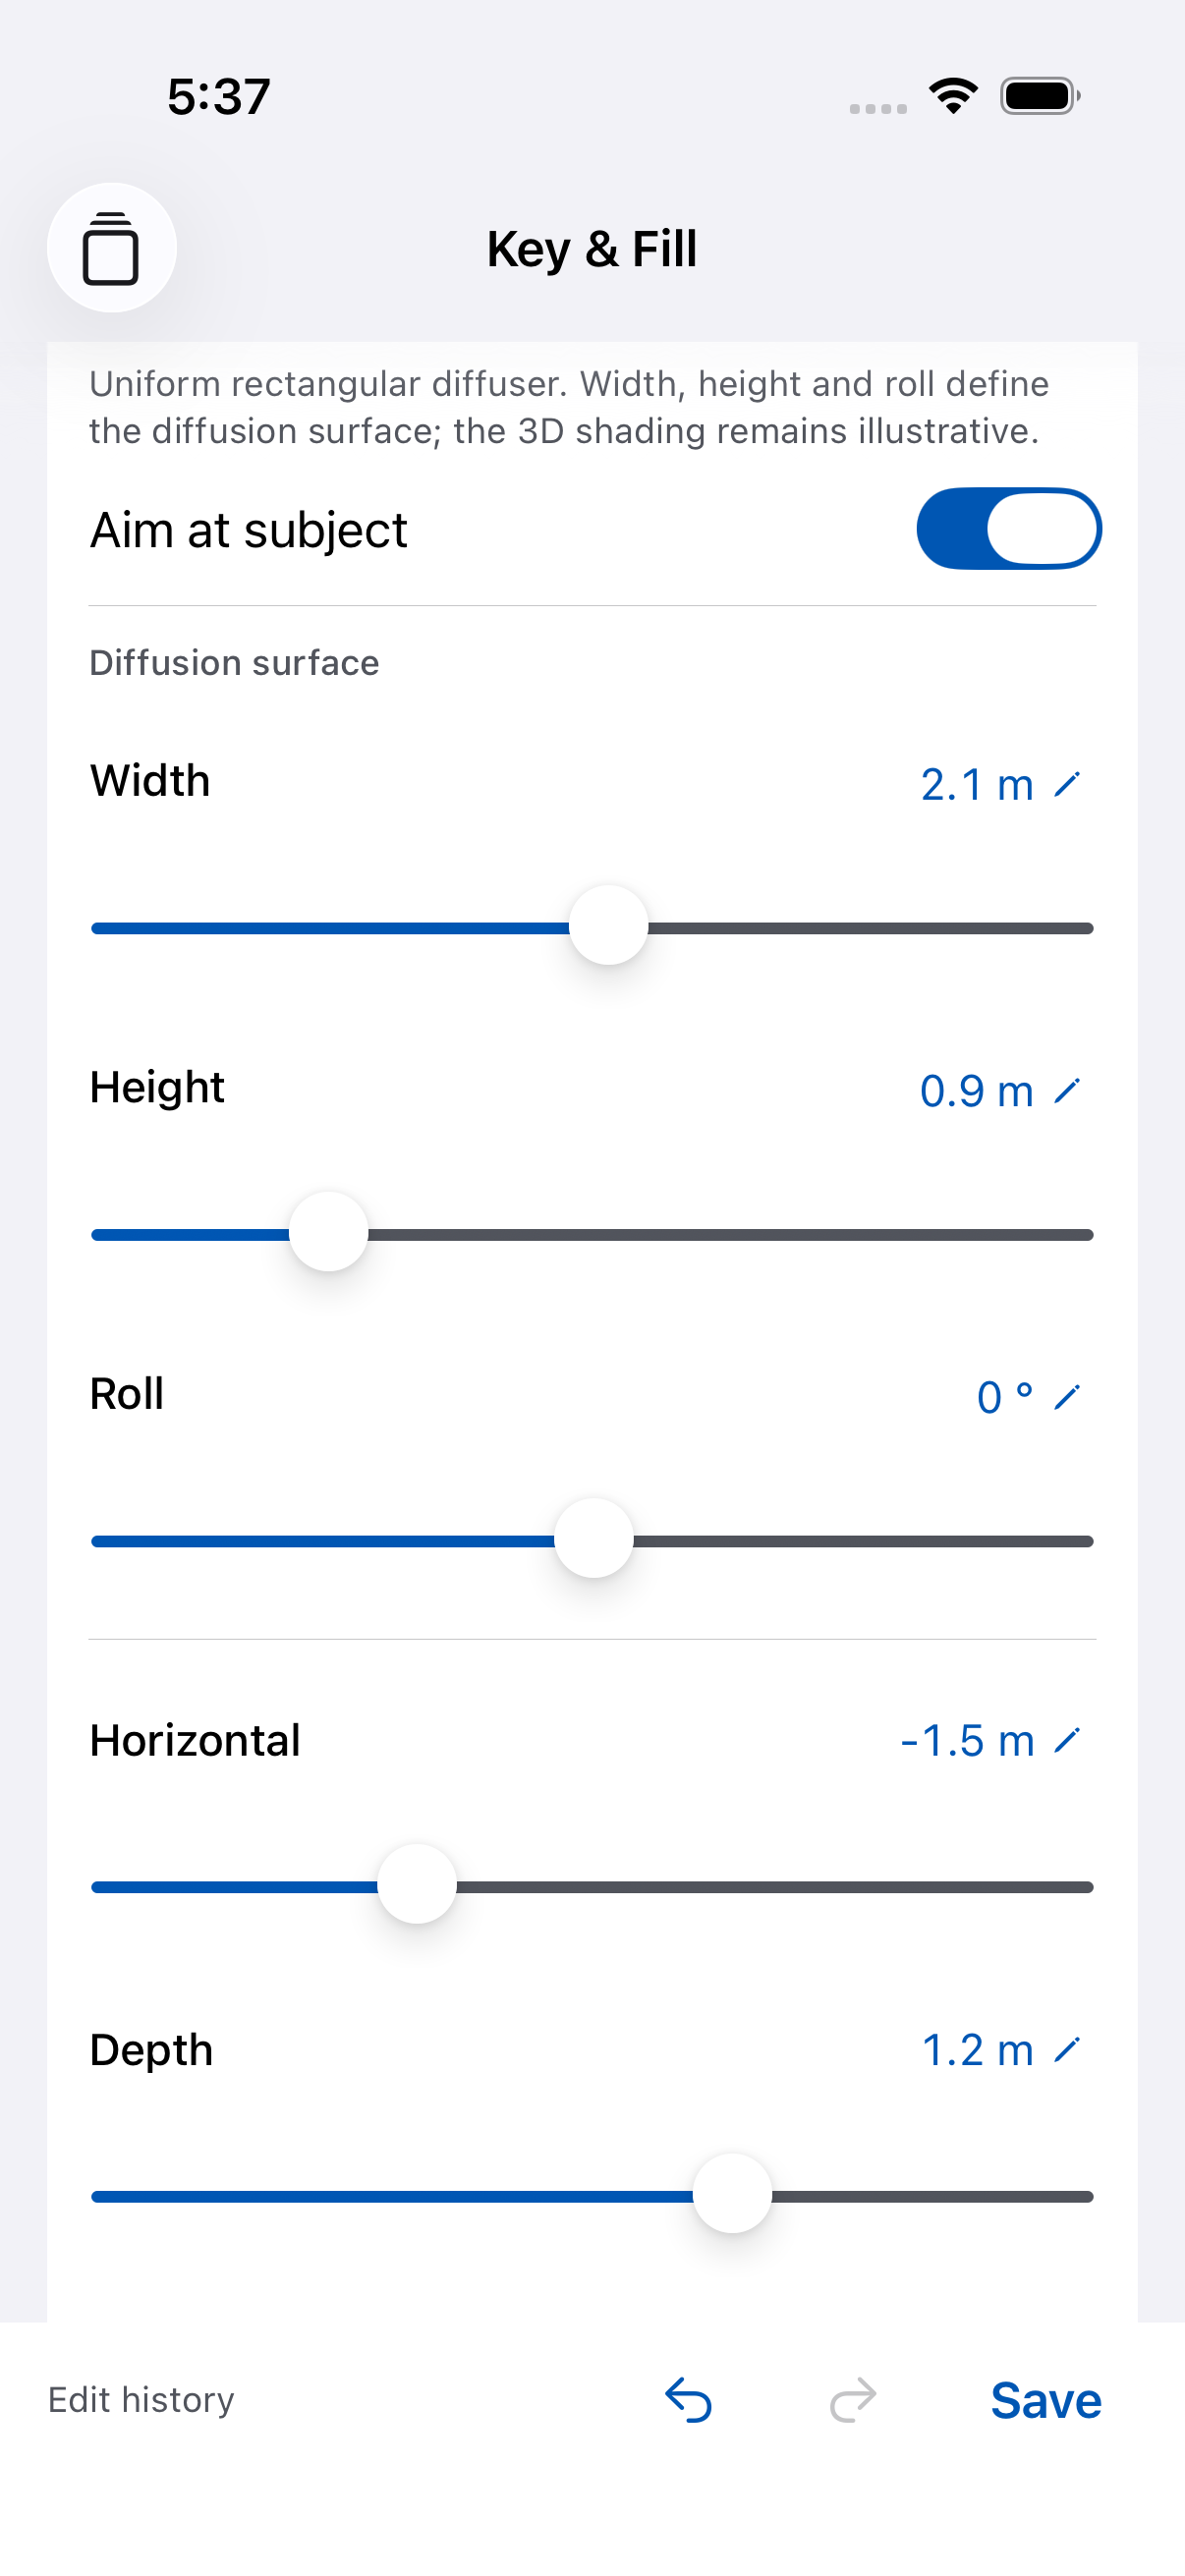 5:37
Key & Fill
Uniform rectangular diffuser. Width, height and roll define
the diffusion surface; the 3D shading remains illustrative.
Aim at subject
Diffusion surface
Width 2.1 m
Height 0.9 m
Roll 0 °
Horizontal -1.5 m
Depth 1.2 m
Edit history Save